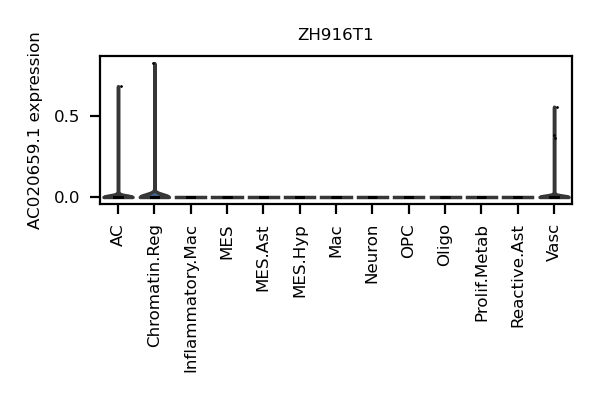 ZH916T1
AC020659.1 expression
0.5
0.0
AC
Chromatin.Reg
Inflammatory.Mac
MES
MES.Ast
MES.Hyp
Mac
Neuron
OPC
Oligo
Prolif.Metab
Reactive.Ast
Vasc